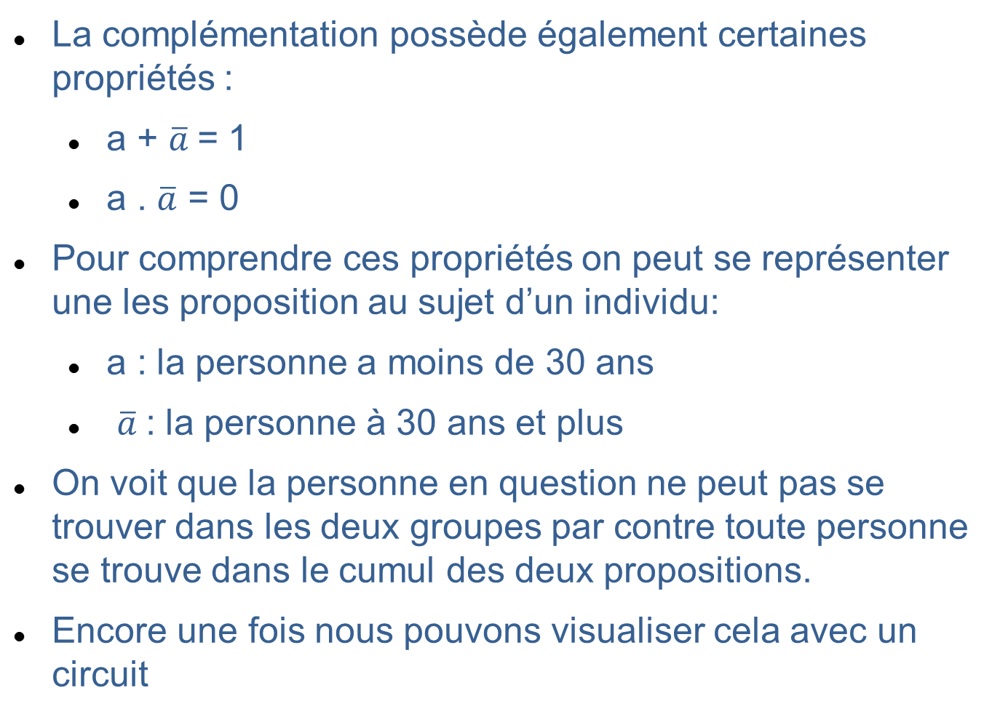 • La complémentation possède également certaines
propriétés :
• a + a̅ = 1
• a . a̅ = 0
• Pour comprendre ces propriétés on peut se représenter
une les proposition au sujet d’un individu:
• a : la personne a moins de 30 ans
• a̅ : la personne à 30 ans et plus
• On voit que la personne en question ne peut pas se
trouver dans les deux groupes par contre toute personne
se trouve dans le cumul des deux propositions.
• Encore une fois nous pouvons visualiser cela avec un
circuit